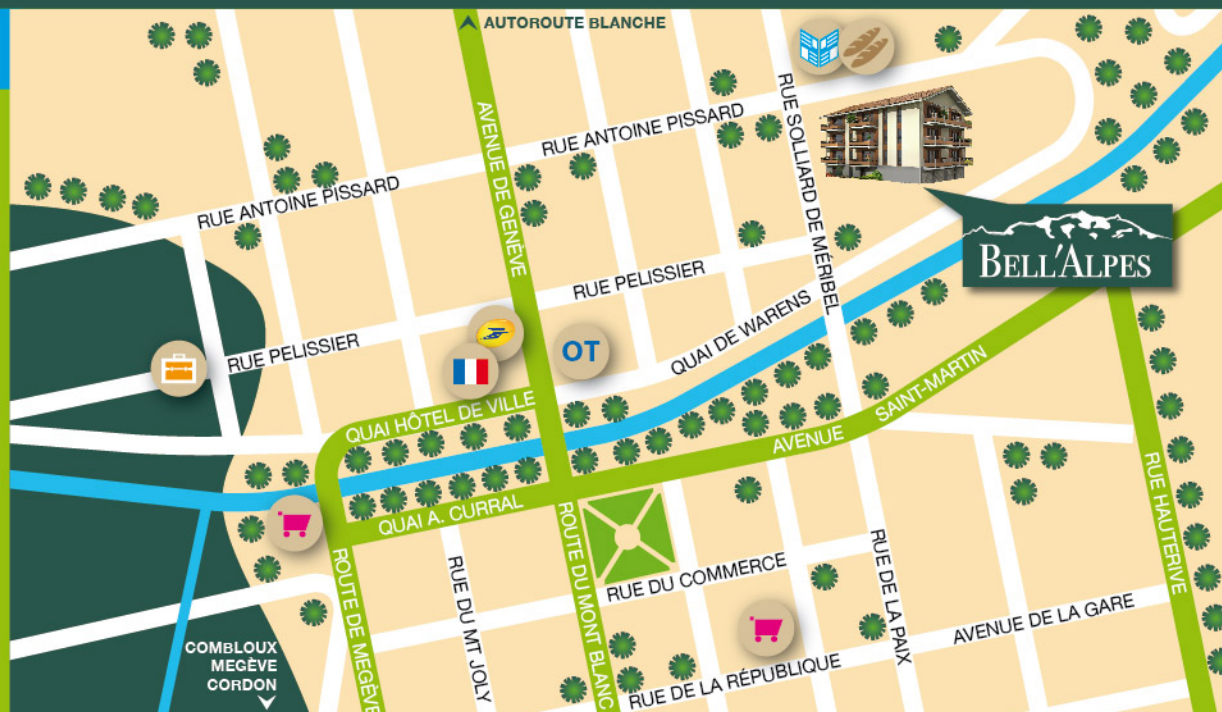 AUTOROUTE BLANCHE
AVENUE DE GENÈVE
RUE ANTOINE PISSARD
RUE SOLLIARD DE MÉRIBEL
RUE ANTOINE PISSARD
BELL'ALPES
RUE PELISSIER
RUE PELISSIER
OT
QUAI DE WARENS
QUAI HÔTEL DE VILLE
AVENUE SAINT-MARTIN
QUAI A. CURRAL
ROUTE DU MONT BLANC
RUE HAUTERIVE
ROUTE DE MEGÈVE
RUE DU MT JOLY
RUE DU COMMERCE
RUE DE LA PAIX
AVENUE DE LA GARE
RUE DE LA RÉPUBLIQUE
COMBLOUX
MEGÈVE
CORDON